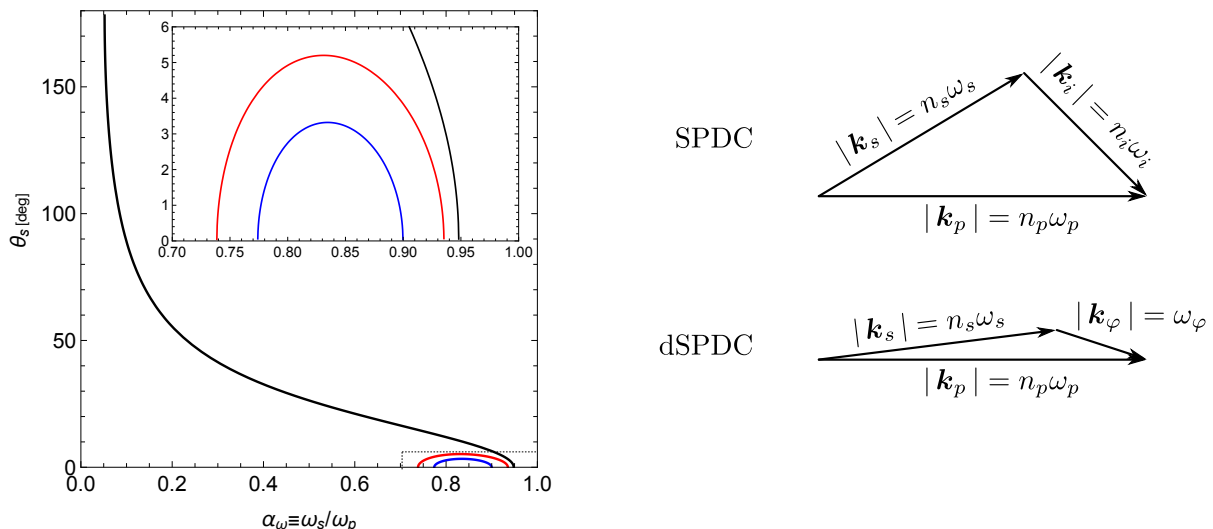 θs [deg]
150
100
50
0
0.0 0.2 0.4 0.6 0.8 1.0
αω≡ωs/ωp
6
5
4
3
2
1
0
0.70 0.75 0.80 0.85 0.90 0.95 1.00
SPDC
|ks| = nsωs
|ki| = niωi
|kp| = npωp
dSPDC
|ks| = nsωs
|kφ| = ωφ
|kp| = npωp